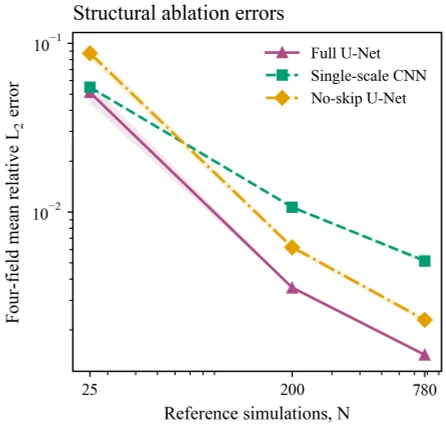 Structural ablation errors
Four-field mean relative L₂ error
10⁻¹
10⁻²
Full U-Net
Single-scale CNN
No-skip U-Net
25 200 780
Reference simulations, N